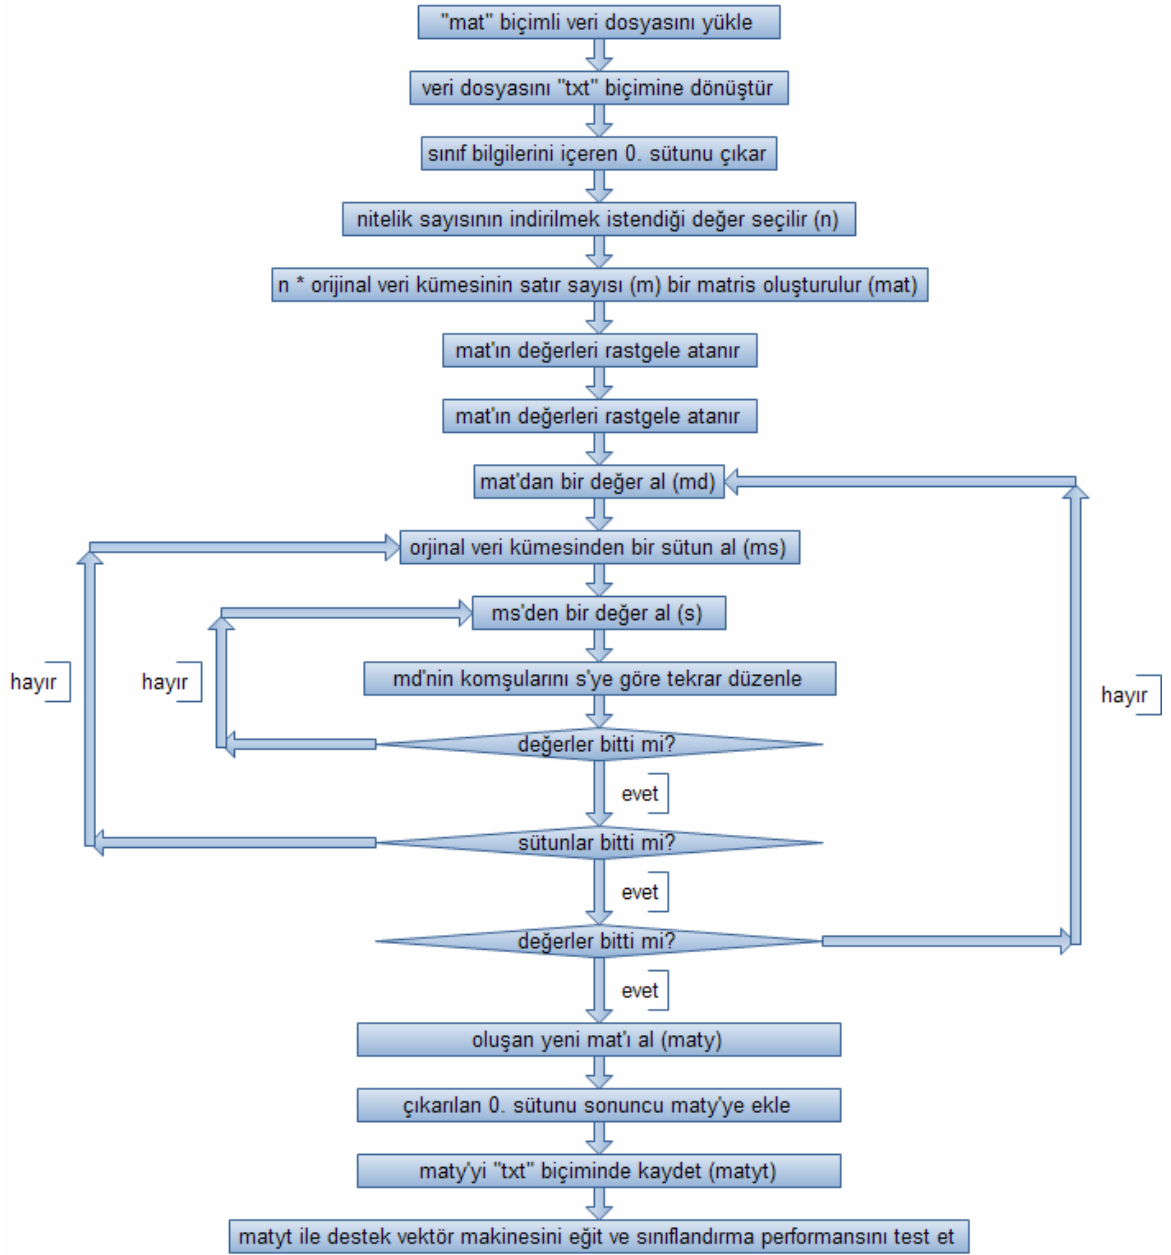 "mat" biçimli veri dosyasını yükle
veri dosyasını "txt" biçimine dönüştür
sınıf bilgilerini içeren 0. sütunu çıkar
nitelik sayısının indirilmek istendiği değer seçilir (n)
n * orijinal veri kümesinin satır sayısı (m) bir matris oluşturulur (mat)
mat'ın değerleri rastgele atanır
mat'ın değerleri rastgele atanır
mat'dan bir değer al (md)
orjinal veri kümesinden bir sütun al (ms)
ms'den bir değer al (s)
md'nin komşularını s'ye göre tekrar düzenle
hayır
hayır
hayır
değerler bitti mi?
evet
sütunlar bitti mi?
evet
değerler bitti mi?
evet
oluşan yeni mat'ı al (maty)
çıkarılan 0. sütunu sonuncu maty'ye ekle
maty'yi "txt" biçiminde kaydet (matyt)
matyt ile destek vektör makinesini eğit ve sınıflandırma performansını test et